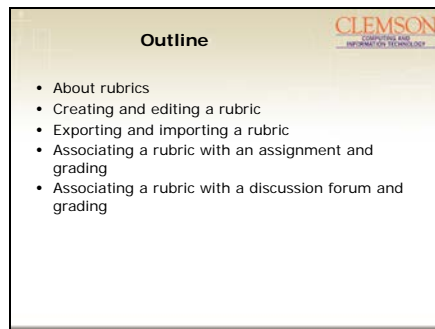 Outline
CLEMSON
COMPUTING AND
INFORMATION TECHNOLOGY
• About rubrics
• Creating and editing a rubric
• Exporting and importing a rubric
• Associating a rubric with an assignment and
grading
• Associating a rubric with a discussion forum and
grading